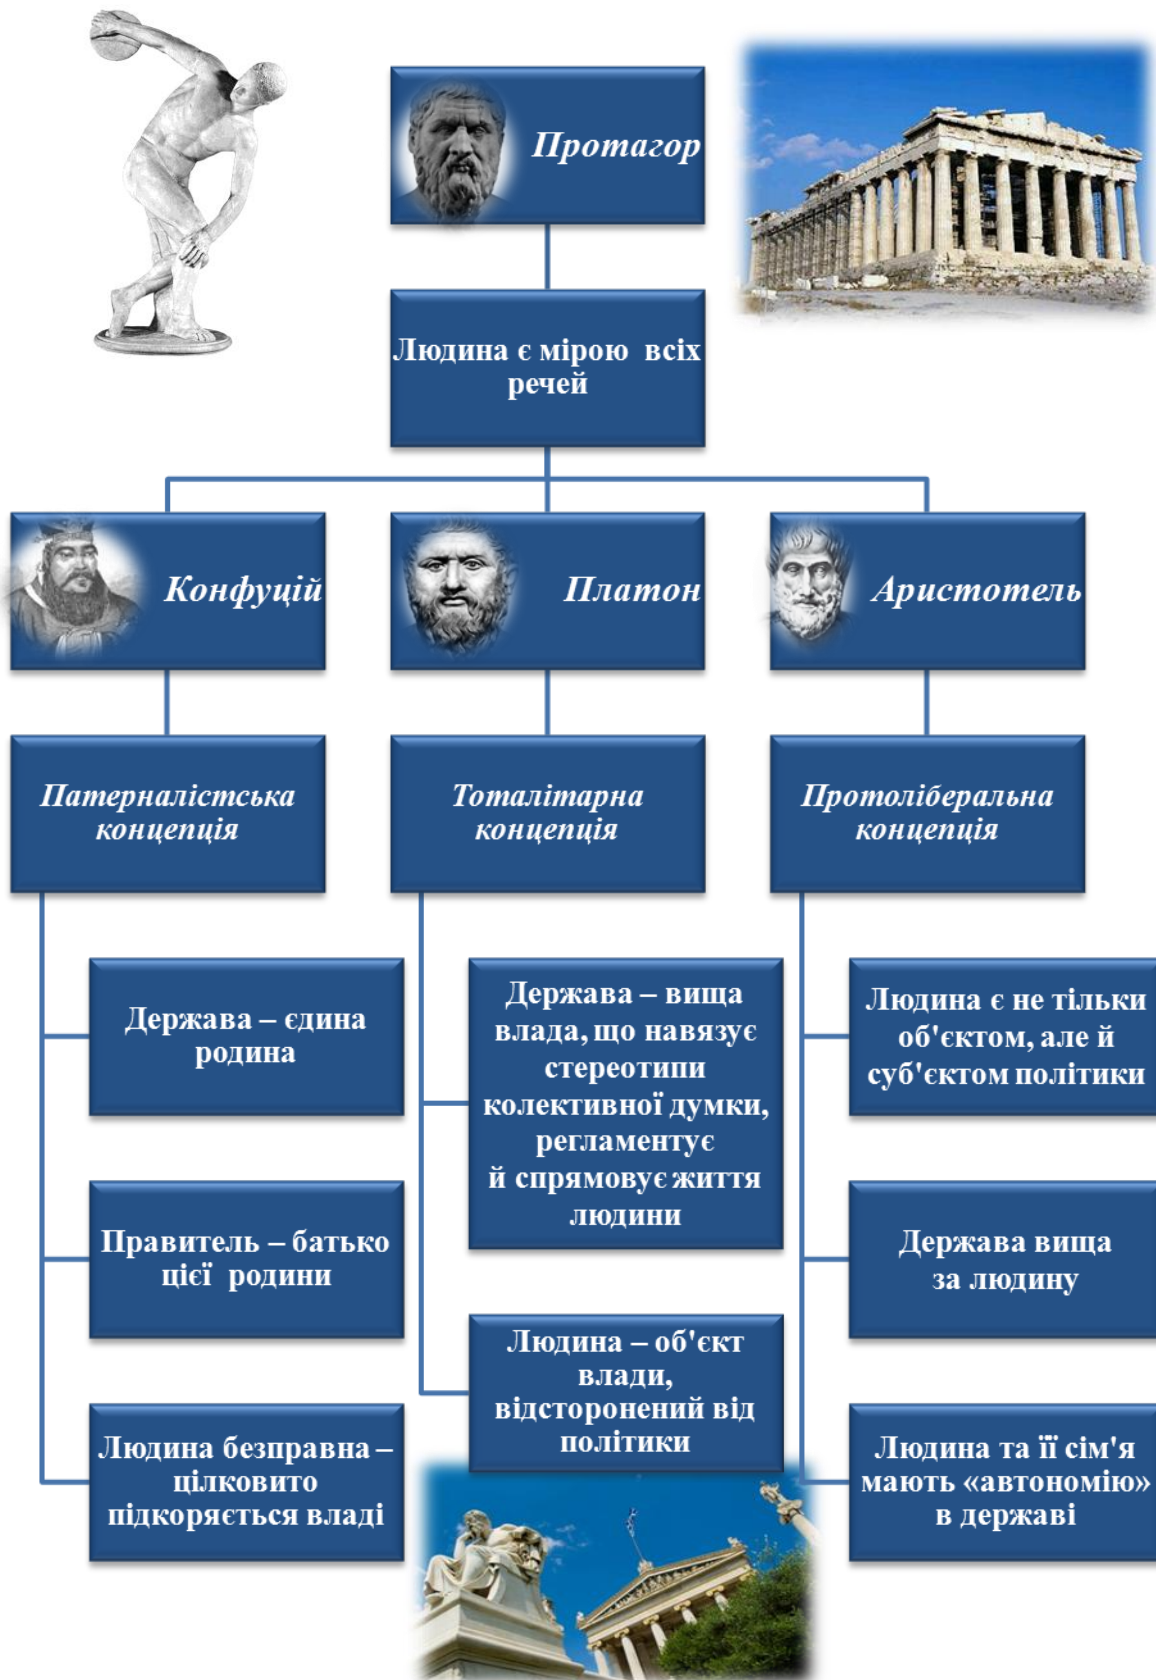 Протагор
Людина є мірою всіх
речей
Конфуцій
Платон
Аристотель
Патерналістська
концепція
Тоталітарна
концепція
Протоліберальна
концепція
Держава – єдина
родина
Правитель – батько
цієї родини
Людина безправна –
цілковито
підкоряється владі
Держава – вища
влада, що навязує
стереотипи
колективної думки,
регламентує
й спрямовує життя
людини
Людина – об'єкт
влади,
відсторонений від
політики
Людина є не тільки
об'єктом, але й
суб'єктом політики
Держава вища
за людину
Людина та її сім'я
мають «автономію»
в державі